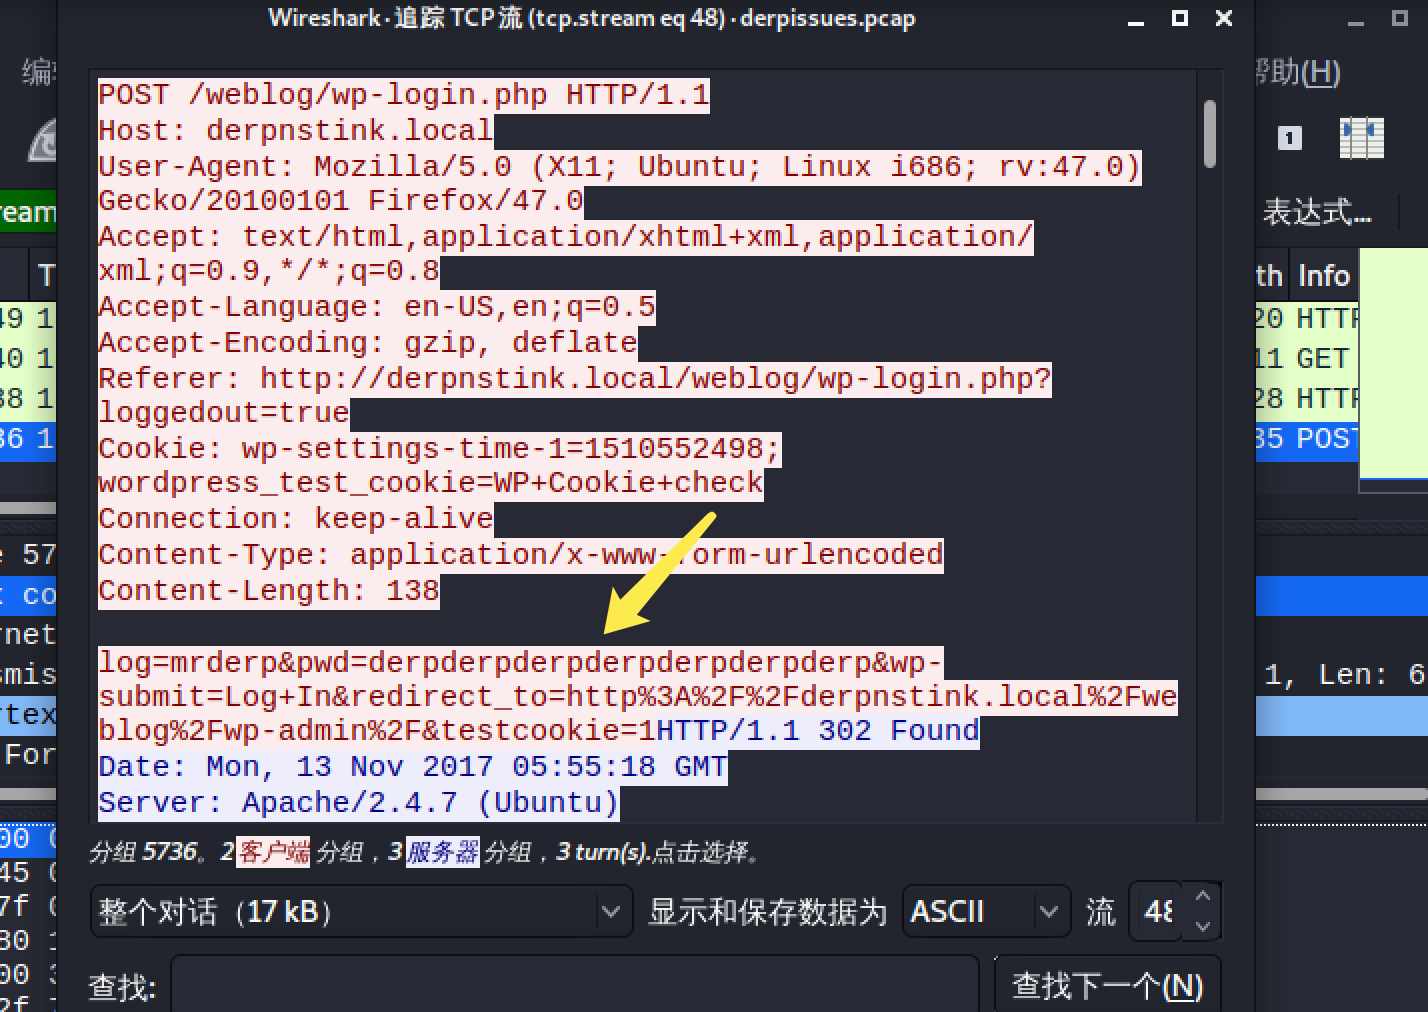 Wireshark · 追踪 TCP 流 (tcp.stream eq 48) · derpissues.pcap
帮助(H)
1
ream
表达式...
T
th Info
49 1
20 HTTP
40 1
11 GET
38 1
28 HTTP
36 1
35 POST
POST /weblog/wp-login.php HTTP/1.1
Host: derpnstink.local
User-Agent: Mozilla/5.0 (X11; Ubuntu; Linux i686; rv:47.0)
Gecko/20100101 Firefox/47.0
Accept: text/html,application/xhtml+xml,application/
xml;q=0.9,*/*;q=0.8
Accept-Language: en-US,en;q=0.5
Accept-Encoding: gzip, deflate
Referer: http://derpnstink.local/weblog/wp-login.php?
loggedout=true
Cookie: wp-settings-time-1=1510552498;
wordpress_test_cookie=WP+Cookie+check
Connection: keep-alive
Content-Type: application/x-www-form-urlencoded
Content-Length: 138
log=mrderp&pwd=derpderpderpderpderpderpderp&wp-
submit=Log+In&redirect_to=http%3A%2F%2Fderpnstink.local%2Fwe
blog%2Fwp-admin%2F&testcookie=1HTTP/1.1 302 Found
Date: Mon, 13 Nov 2017 05:55:18 GMT
Server: Apache/2.4.7 (Ubuntu)
e 57
t co
rnet
smis
1, Len: 6
rtex
For
00
45
7f
80
00
2f
分组 5736。2 客户端 分组，3 服务器 分组，3 turn(s).点击选择。
整个对话（17 kB） 显示和保存数据为 ASCII 流 48
查找: 查找下一个(N)